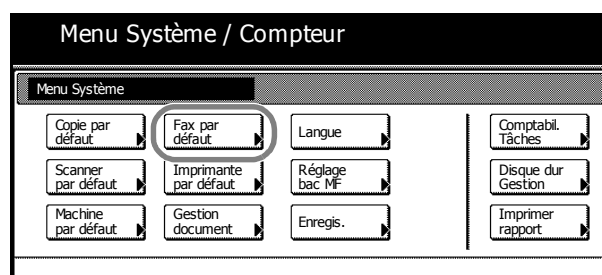 Menu Système / Compteur
Menu Système
Copie par
défaut
Fax par
défaut
Langue
Comptabil.
Tâches
Scanner
par défaut
Imprimante
par défaut
Réglage
bac MF
Disque dur
Gestion
Machine
par défaut
Gestion
document
Enregis.
Imprimer
rapport